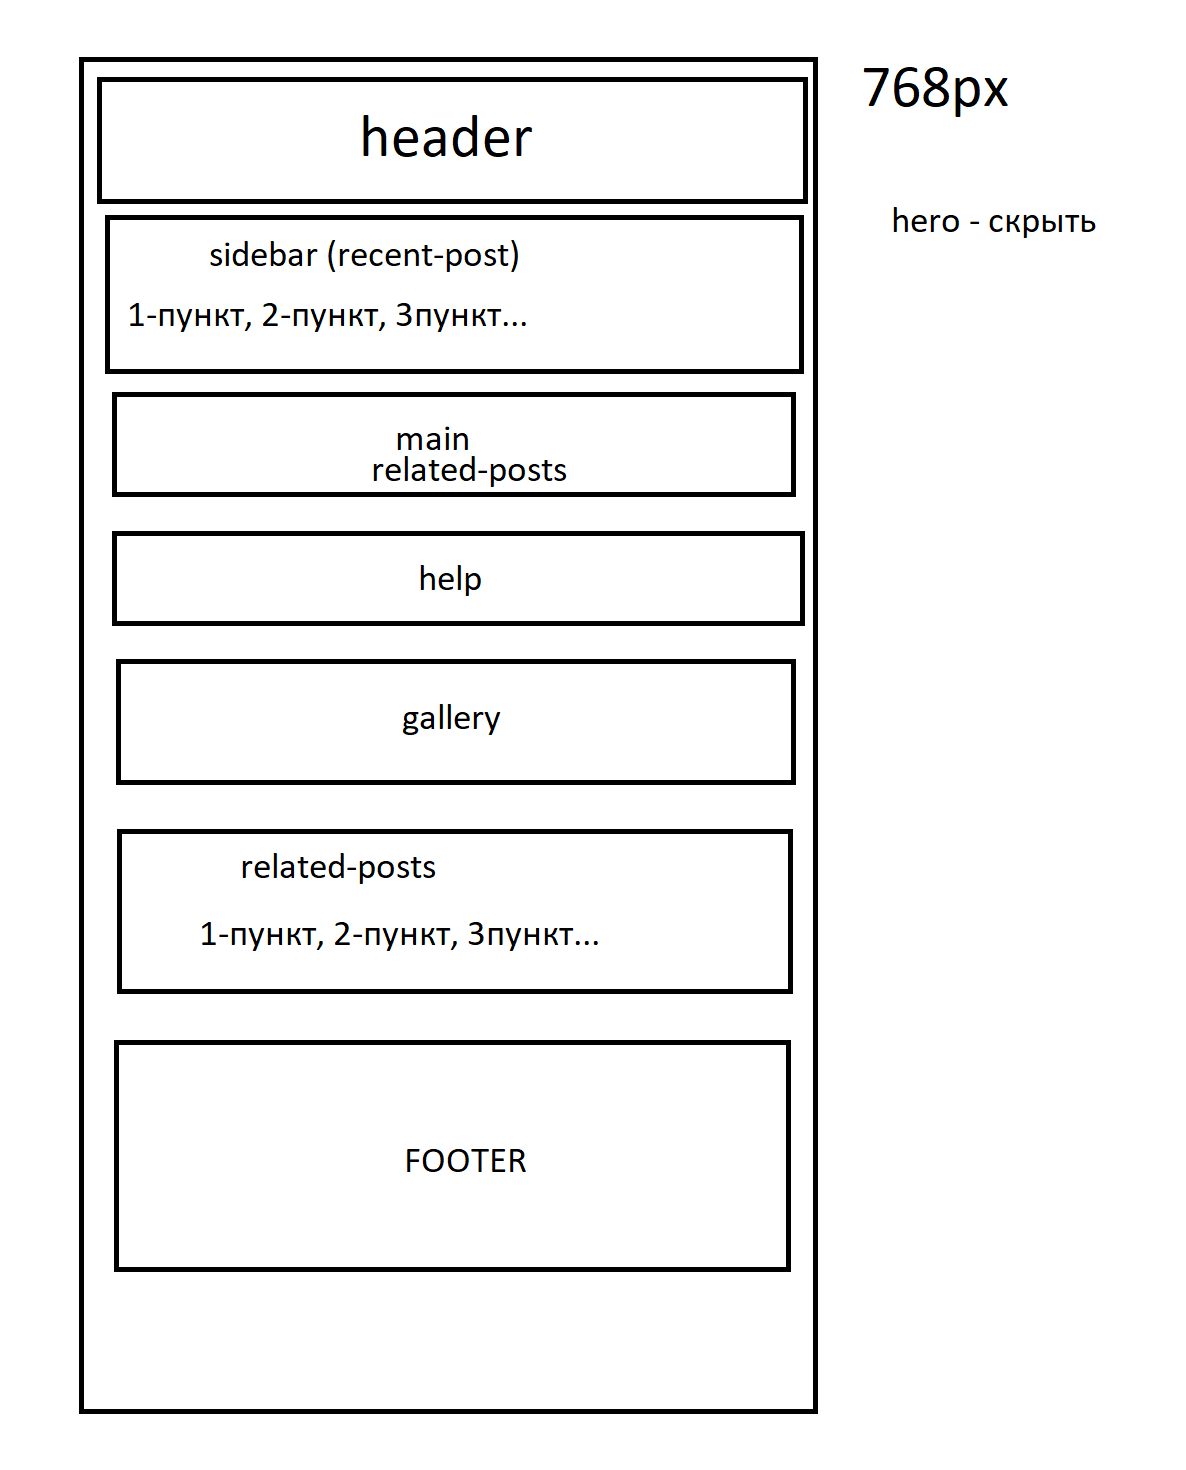 768px
header
hero - скрыть
sidebar (recent-post)
1-пункт, 2-пункт, 3пункт...
main
related-posts
help
gallery
related-posts
1-пункт, 2-пункт, 3пункт...
FOOTER